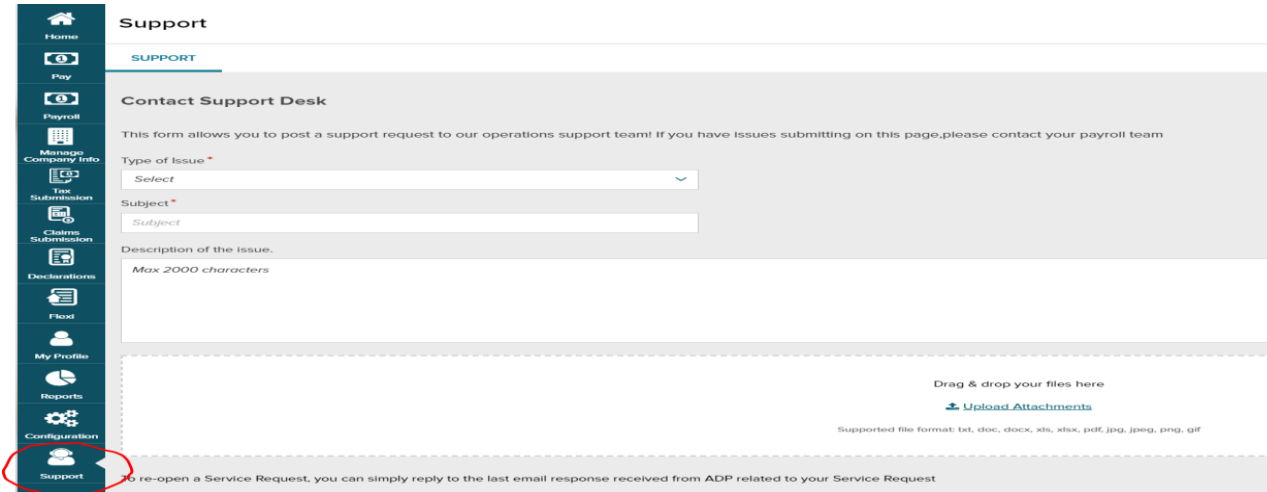 Home
Pay
Payroll
Manage
Company Info
Tax
Submission
Claims
Submission
Declarations
Flexi
My Profile
Reports
Configuration
Support
Support
SUPPORT
Contact Support Desk
This form allows you to post a support request to our operations support team! If you have issues submitting on this page,please contact your payroll team
Type of Issue*
Select
Subject*
Subject
Description of the issue.
Max 2000 characters
Drag & drop your files here
Upload Attachments
Supported file format: txt, doc, docx, xls, xlsx, pdf, jpg, jpeg, png, gif
To re-open a Service Request, you can simply reply to the last email response received from ADP related to your Service Request